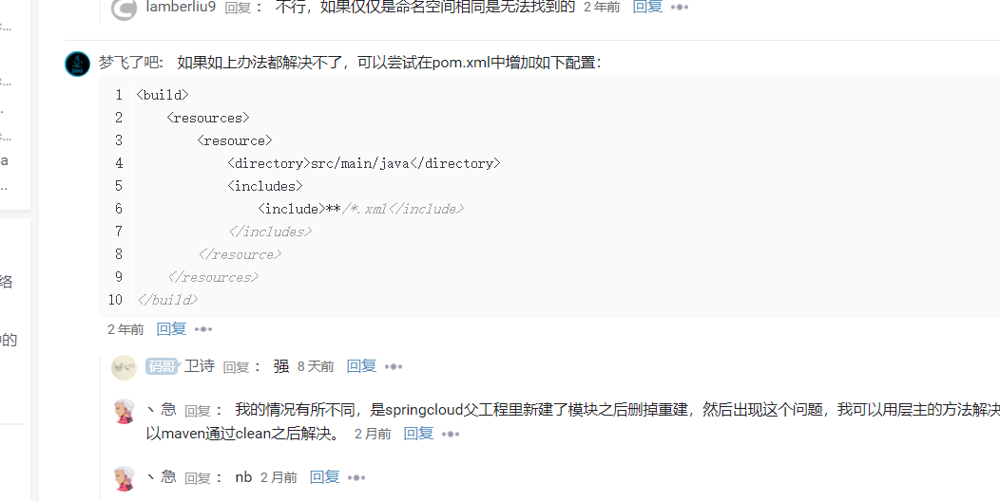 lamberliu9 回复： 不行，如果仅仅是命名空间相同是无法找到的 2 年前 回复 •••
梦飞了吧: 如果如上办法都解决不了，可以尝试在pom.xml中增加如下配置：
1 <build>
2 <resources>
3 <resource>
4 <directory>src/main/java</directory>
5 <includes>
6 <include>**/*.xml</include>
7 </includes>
8 </resource>
9 </resources>
10 </build>
2 年前 回复 •••
码哥 卫诗 回复： 强 8 天前 回复 •••
丶急 回复： 我的情况有所不同，是springcloud父工程里新建了模块之后删掉重建，然后出现这个问题，我可以用层主的方法解决
以maven通过clean之后解决。 2 月前 回复 •••
丶急 回复： nb 2 月前 回复 •••
c...
c...
.
c...
a
..
络
的